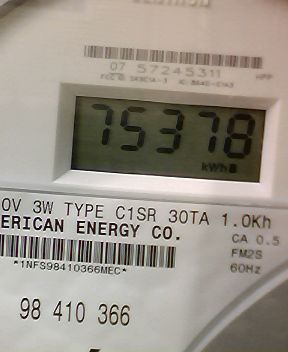 07 57245311
75378
kWh
0V 3W TYPE C1SR 30TA 1.0Kh
ERICAN ENERGY CO.
CA 0.5
FM2S
60Hz
*1NFS98410366MEC*
98 410 366